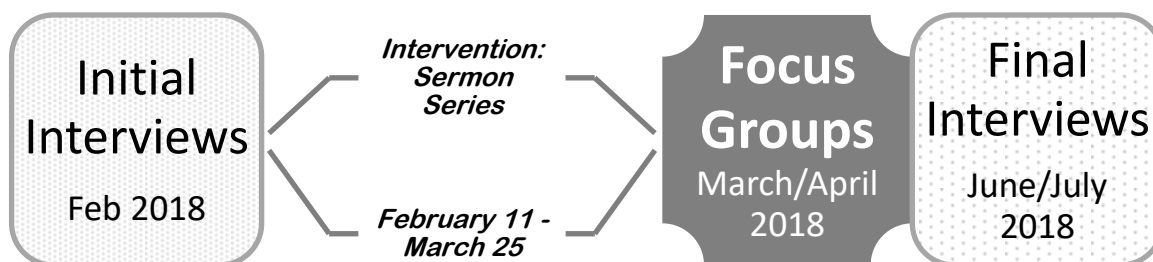 Initial
Interviews
Feb 2018
Intervention:
Sermon
Series
February 11 -
March 25
Focus
Groups
March/April
2018
Final
Interviews
June/July
2018